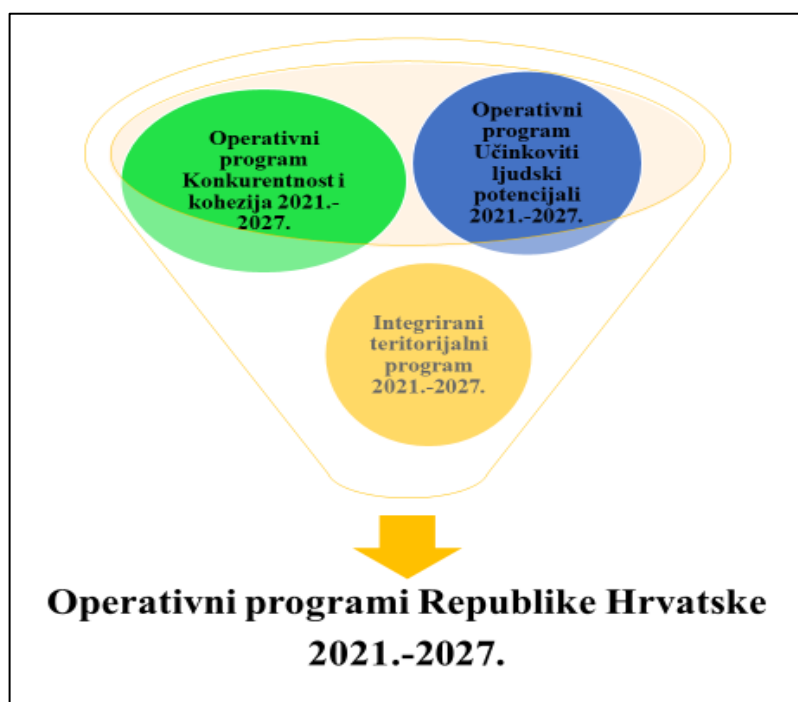 Operativni
program
Konkurentnost i
kohezija 2021.-
2027.
Operativni
program
Učinkoviti
ljudski
potencijali
2021.-2027.
Integrirani
teritorijalni
program
2021.-2027.
Operativni programi Republike Hrvatske
2021.-2027.